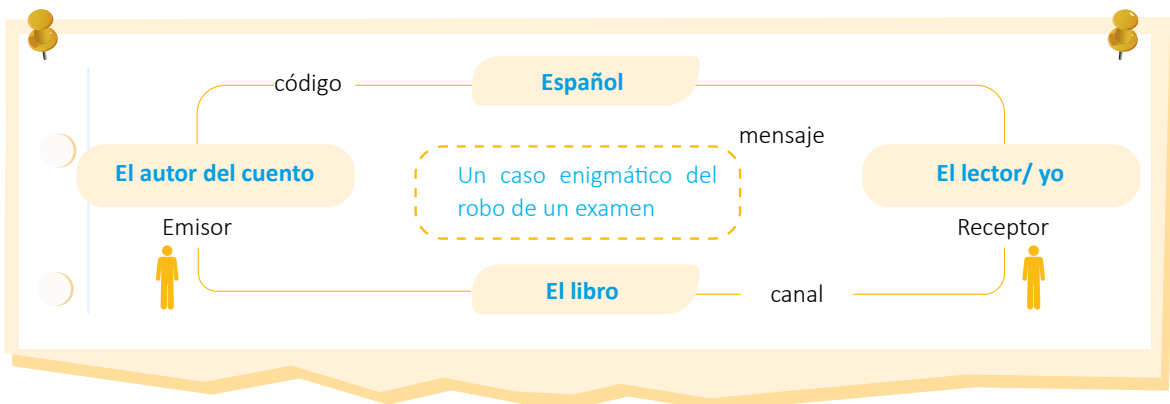 código
Español
mensaje
El autor del cuento
Un caso enigmático del
robo de un examen
El lector/ yo
Emisor
Receptor
El libro
canal